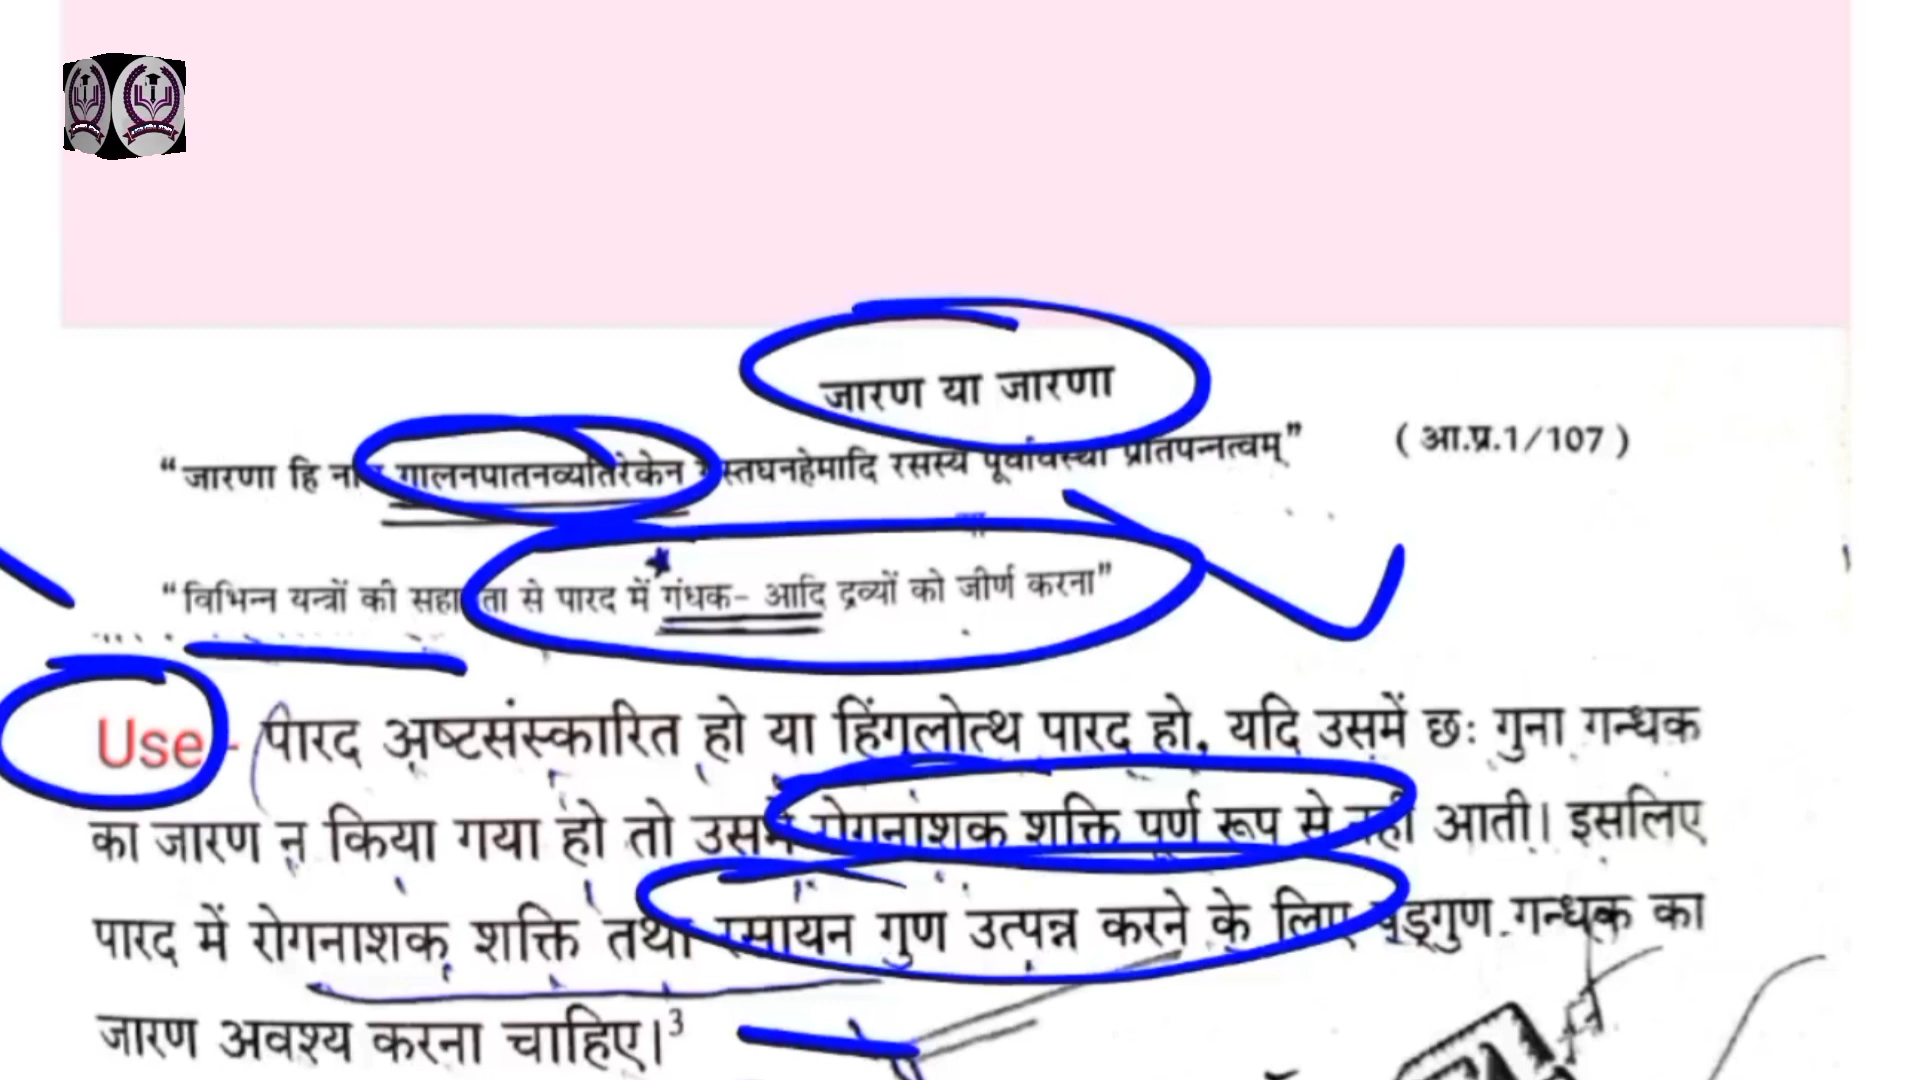 जारण या जारणा
“जारणा हि गालनपातनव्यतिरेकेन रसस्य पूर्वावस्था प्रतिपन्नत्वम्” ( आ.प्र.1/107 )
“विभिन्न यन्त्रों की सहायता से पारद में गंधक- आदि द्रव्यों को जीर्ण करना”
Use - पारद अष्टसंस्कारित हो या हिंगलोत्थ पारद हो, यदि उसमें छः गुना गन्धक
का जारण न किया गया हो तो उसमें रोगनाशक शक्ति पूर्ण रूप से नहीं आती। इसलिए
पारद में रोगनाशक शक्ति तथा रसायन गुण उत्पन्न करने के लिए षड्गुण गन्धक का
जारण अवश्य करना चाहिए।³